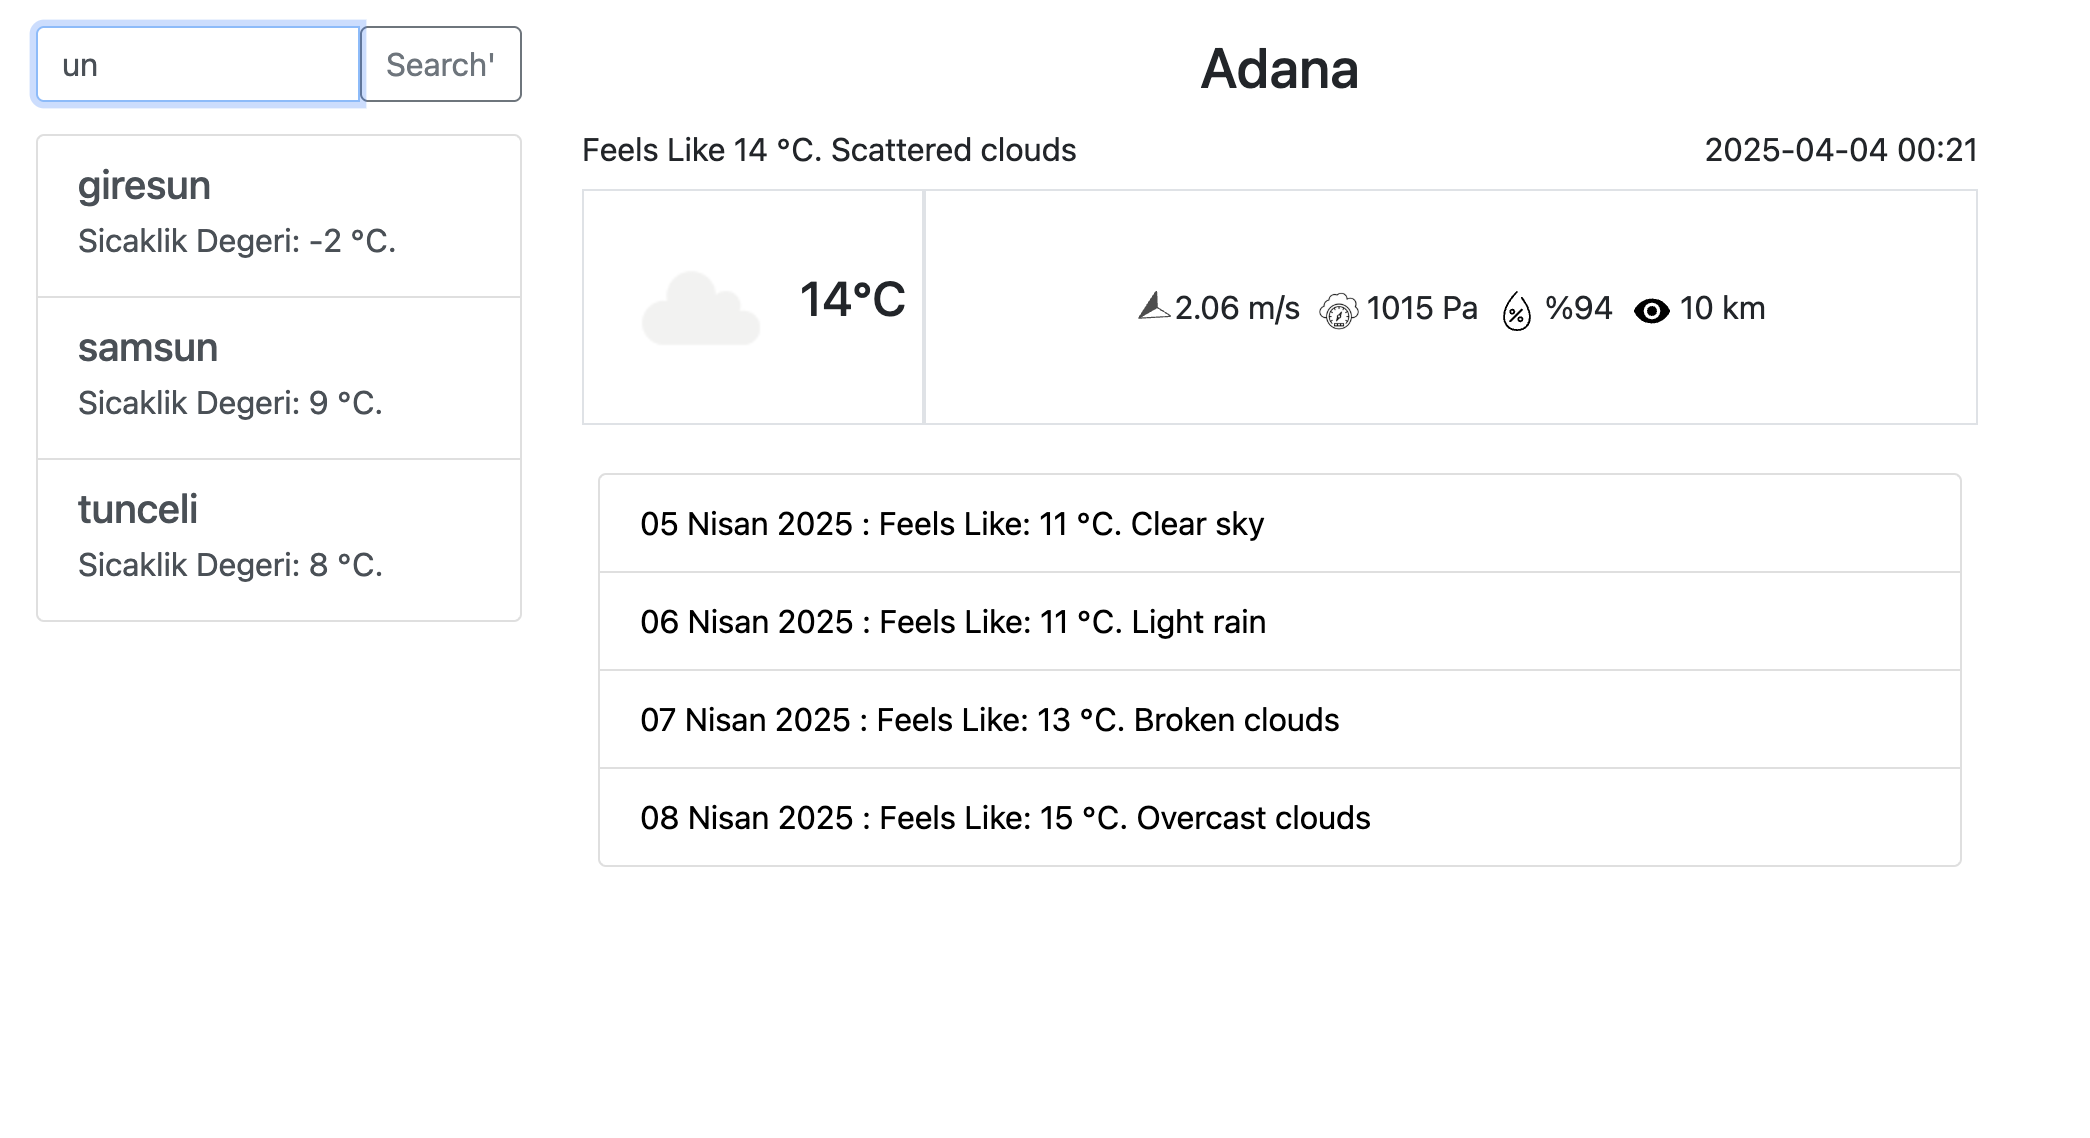 un
Search'
giresun
Sicaklik Degeri: -2 °C.
samsun
Sicaklik Degeri: 9 °C.
tunceli
Sicaklik Degeri: 8 °C.
Adana
Feels Like 14 °C. Scattered clouds
2025-04-04 00:21
14°C
2.06 m/s 1015 Pa %94 10 km
05 Nisan 2025 : Feels Like: 11 °C. Clear sky
06 Nisan 2025 : Feels Like: 11 °C. Light rain
07 Nisan 2025 : Feels Like: 13 °C. Broken clouds
08 Nisan 2025 : Feels Like: 15 °C. Overcast clouds